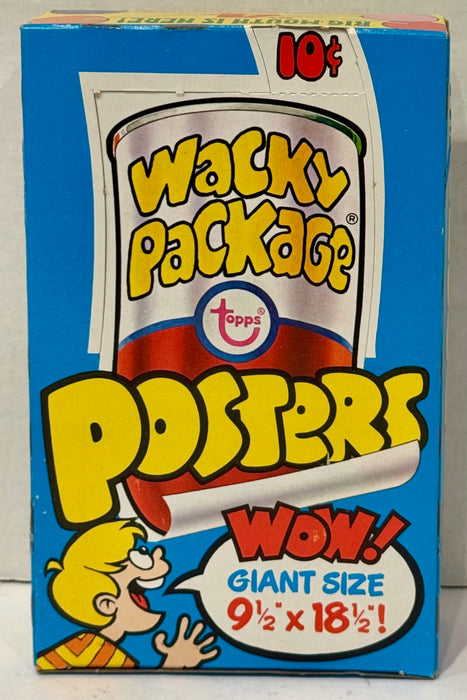 BIG MOUTH IS HERE!
10¢
WACKY
PACKAGE®
topps®
POSTERS
WOW!
GIANT SIZE
9½" x 18½"!